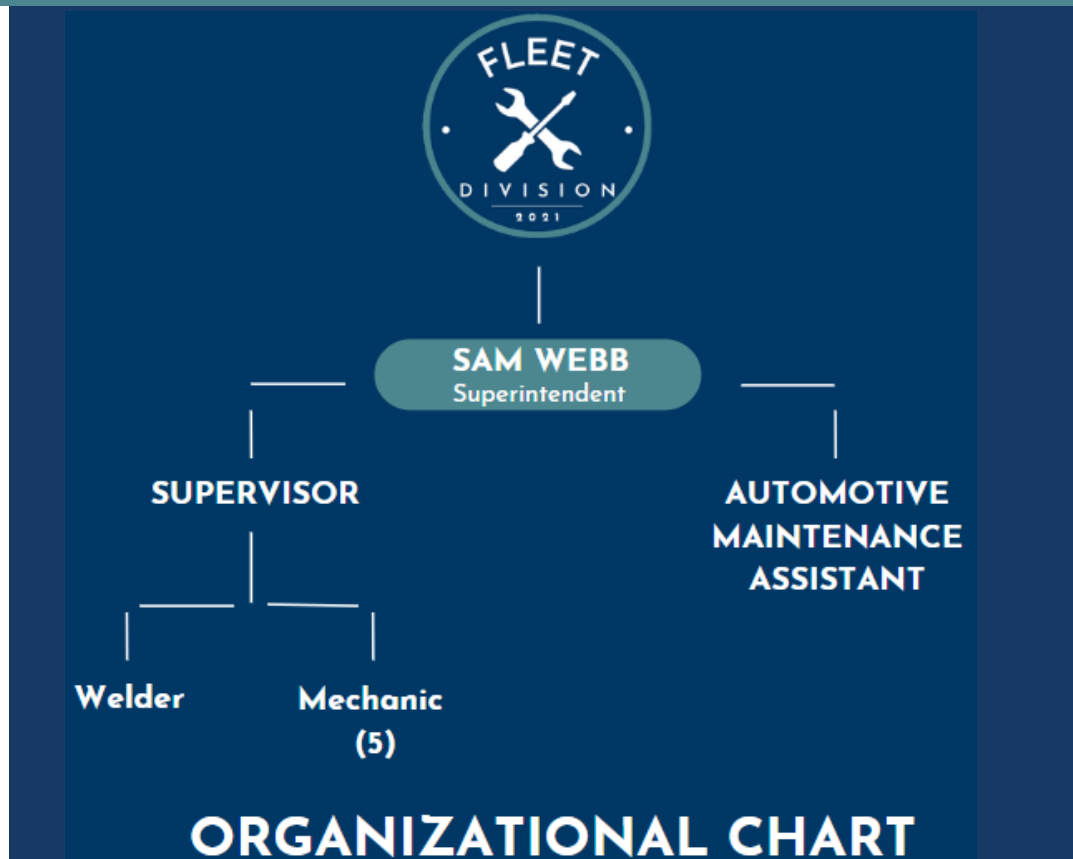 FLEET
DIVISION
2021
SAM WEBB
Superintendent
SUPERVISOR
AUTOMOTIVE
MAINTENANCE
ASSISTANT
Welder
Mechanic
(5)
ORGANIZATIONAL CHART